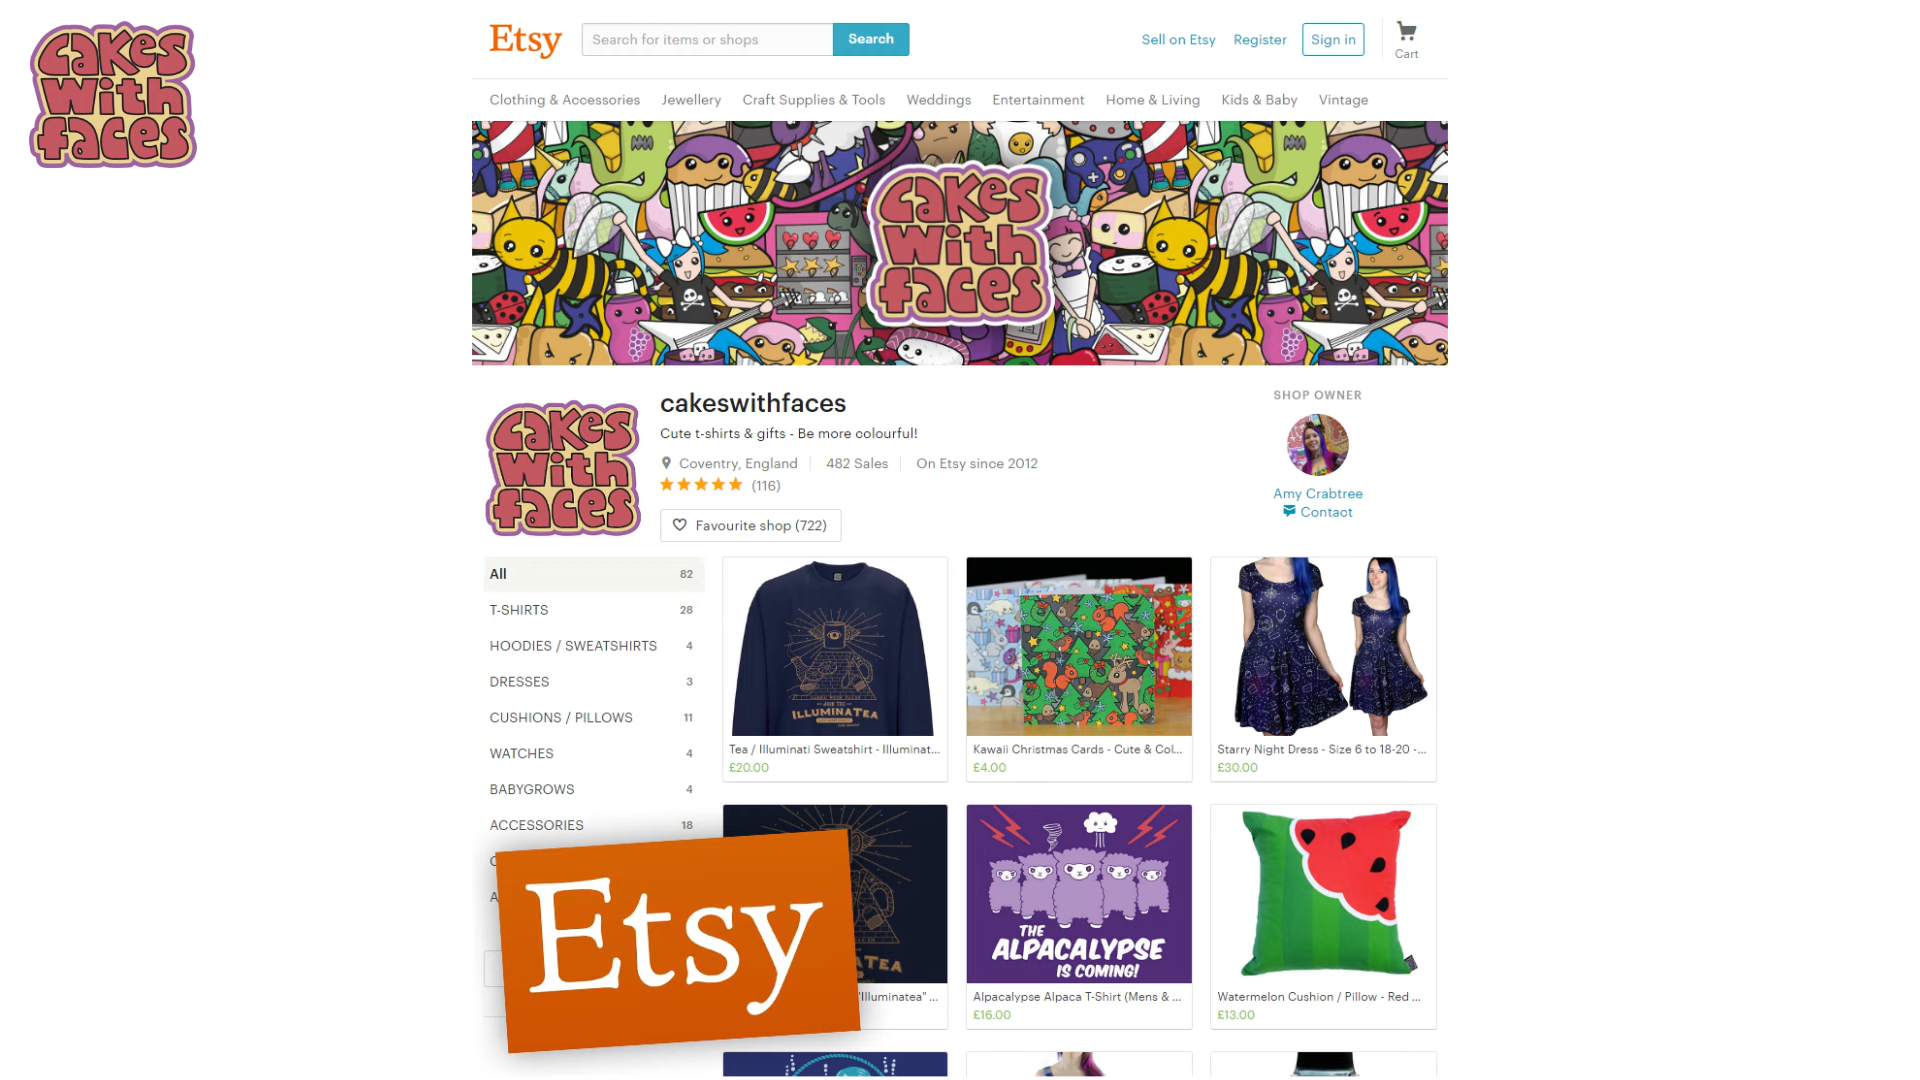 cakes
With
faces
Etsy
Search for items or shops
Search
Sell on Etsy
Register
Sign in
Cart
Clothing & Accessories
Jewellery
Craft Supplies & Tools
Weddings
Entertainment
Home & Living
Kids & Baby
Vintage
cakes
With
faces
cakes
With
faces
cakeswithfaces
Cute t-shirts & gifts - Be more colourful!
Coventry, England
482 Sales
On Etsy since 2012
(116)
Favourite shop (722)
SHOP OWNER
Amy Crabtree
Contact
All 82
T-SHIRTS 28
HOODIES / SWEATSHIRTS 4
DRESSES 3
CUSHIONS / PILLOWS 11
WATCHES 4
BABYGROWS 4
ACCESSORIES 18
JOIN THE
ILLUMINATEA
Tea / Illuminati Sweatshirt - Illuminat...
£20.00
Kawaii Christmas Cards - Cute & Col...
£4.00
Starry Night Dress - Size 6 to 18-20 -...
£30.00
Etsy
TEA
"Illuminatea" ...
THE
ALPACALYPSE
IS COMING!
Alpacalypse Alpaca T-Shirt (Mens & ...
£16.00
Watermelon Cushion / Pillow - Red ...
£13.00